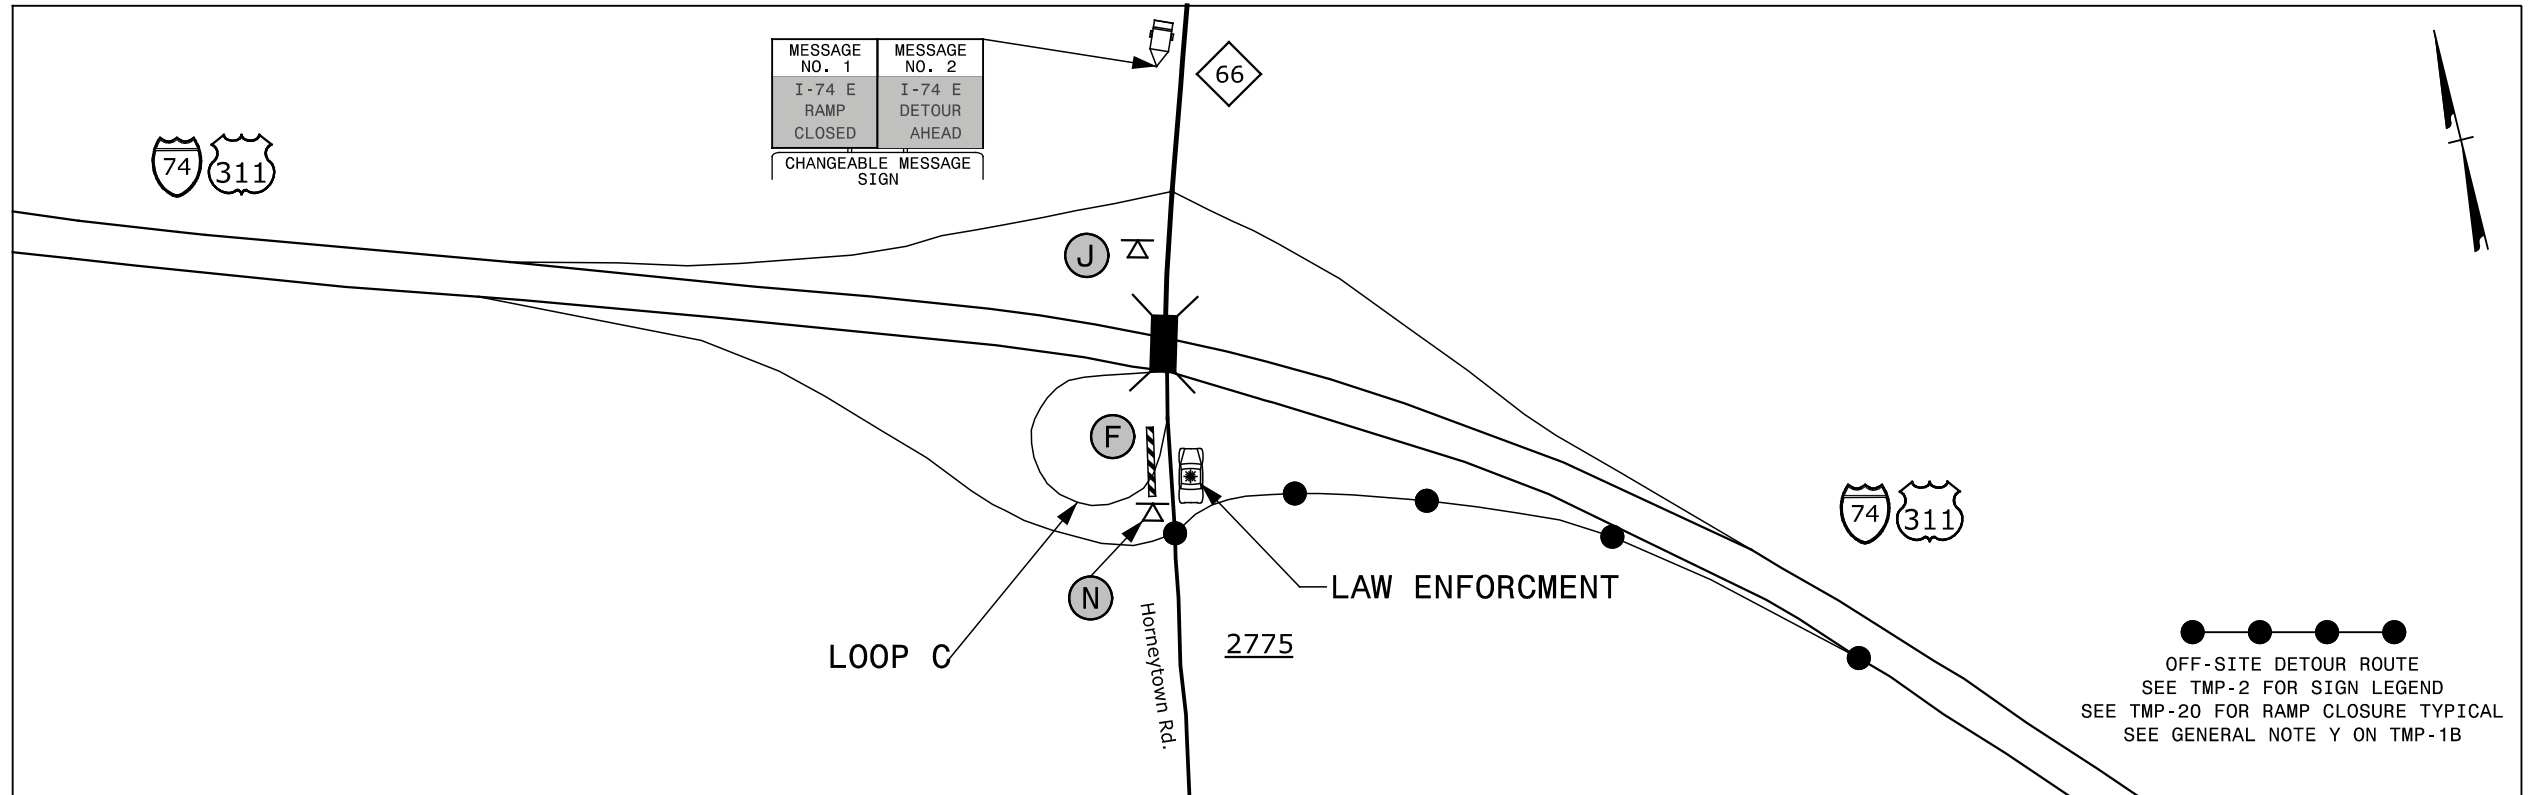 MESSAGE NO. 1
MESSAGE NO. 2
I-74 E RAMP CLOSED
I-74 E DETOUR AHEAD
CHANGEABLE MESSAGE
SIGN
66
74
311
J
F
N
LOOP C
LAW ENFORCMENT
Horneytown Rd.
2775
74
311
OFF-SITE DETOUR ROUTE
SEE TMP-2 FOR SIGN LEGEND
SEE TMP-20 FOR RAMP CLOSURE TYPICAL
SEE GENERAL NOTE Y ON TMP-1B